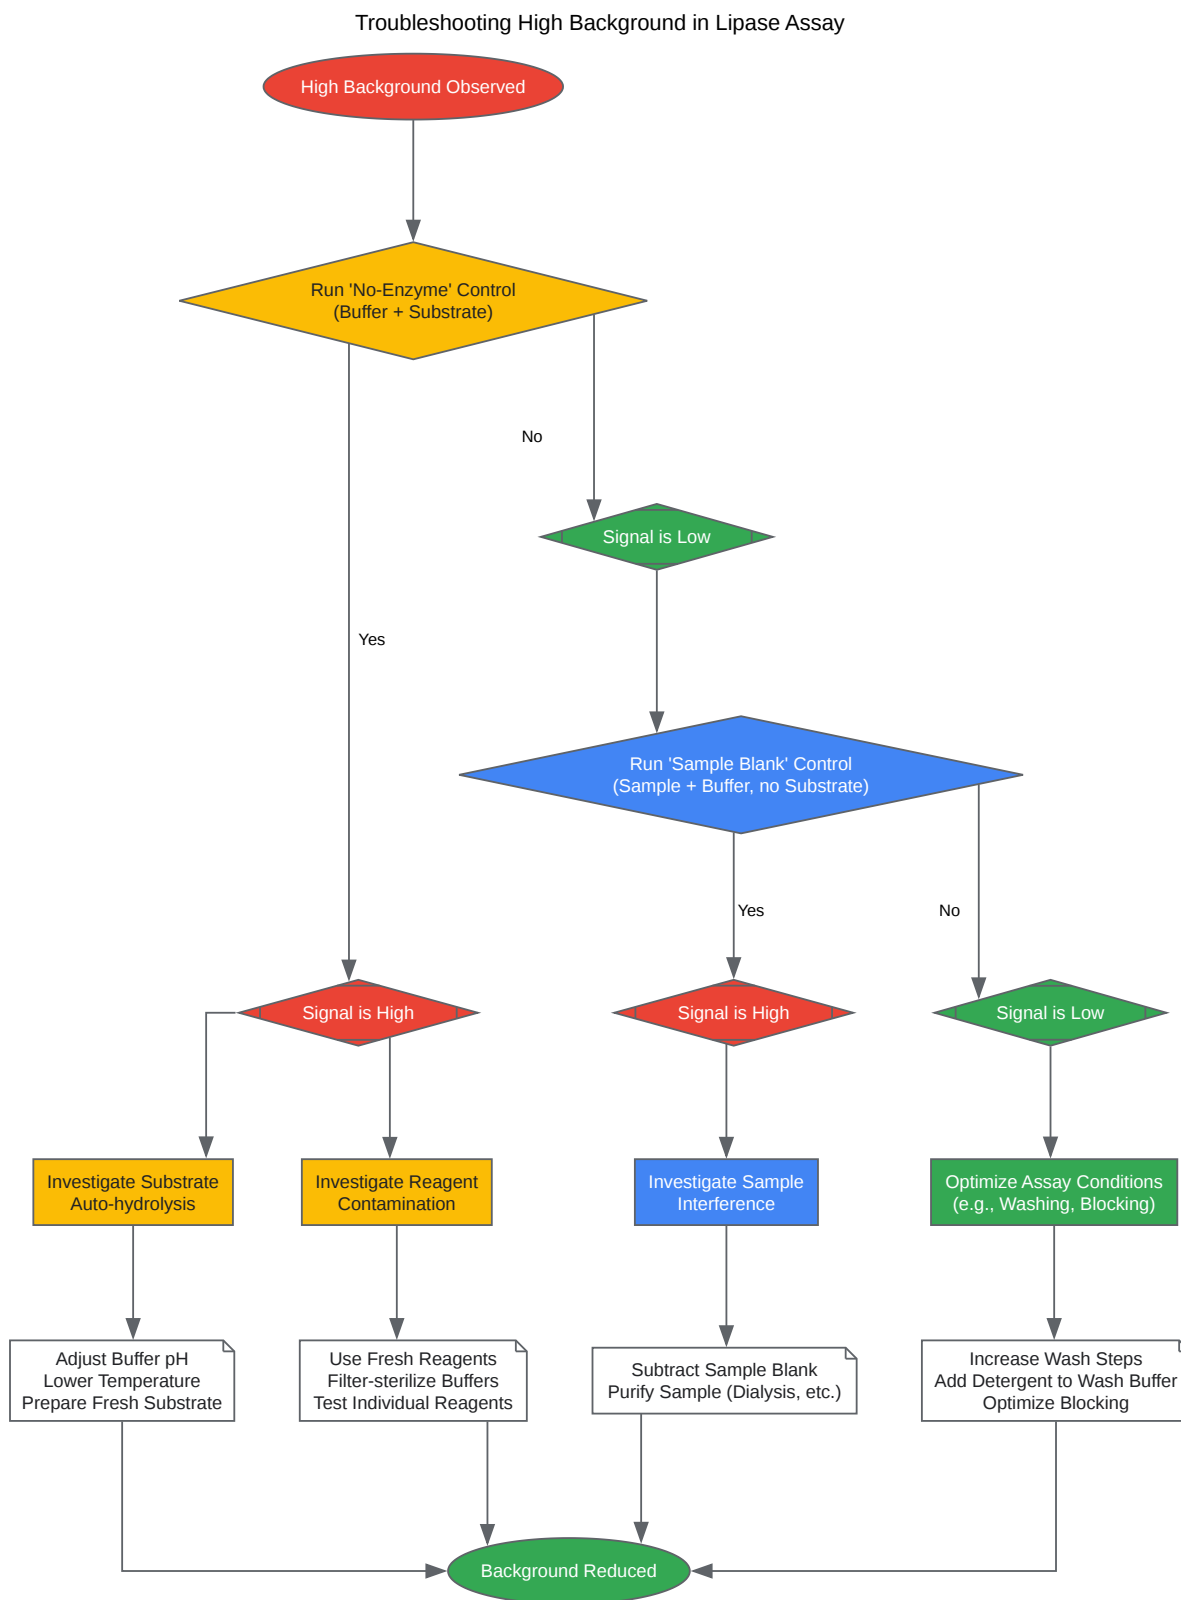 Troubleshooting High Background in Lipase Assay
High Background Observed
Run 'No-Enzyme' Control
(Buffer + Substrate)
No
Signal is Low
Yes
Run 'Sample Blank' Control
(Sample + Buffer, no Substrate)
Yes
No
Signal is High
Signal is High
Signal is Low
Investigate Substrate
Auto-hydrolysis
Investigate Reagent
Contamination
Investigate Sample
Interference
Optimize Assay Conditions
(e.g., Washing, Blocking)
Adjust Buffer pH
Lower Temperature
Prepare Fresh Substrate
Use Fresh Reagents
Filter-sterilize Buffers
Test Individual Reagents
Subtract Sample Blank
Purify Sample (Dialysis, etc.)
Increase Wash Steps
Add Detergent to Wash Buffer
Optimize Blocking
Background Reduced